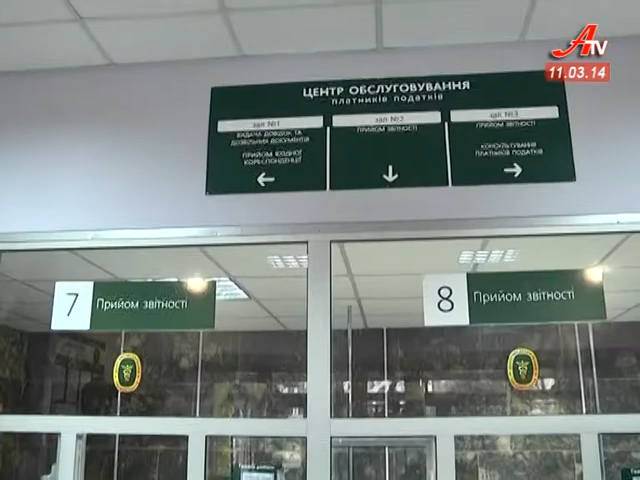 ATV
11.03.14
ЦЕНТР ОБСЛУГОВУВАННЯ
ПЛАТНИКІВ ПОДАТКІВ
зал №1
ВИДАЧА ДОВІДОК ТА
ДОЗВІЛЬНИХ ДОКУМЕНТІВ
ПРИЙОМ ВХІДНОЇ
КОРЕСПОНДЕНЦІЇ
зал №2
ПРИЙОМ ЗВІТНОСТІ
зал №3
ПРИЙОМ ЗВІТНОСТІ
КОНСУЛЬТУВАННЯ
ПЛАТНИКІВ ПОДАТКІВ
7 Прийом звітності
8 Прийом звітності